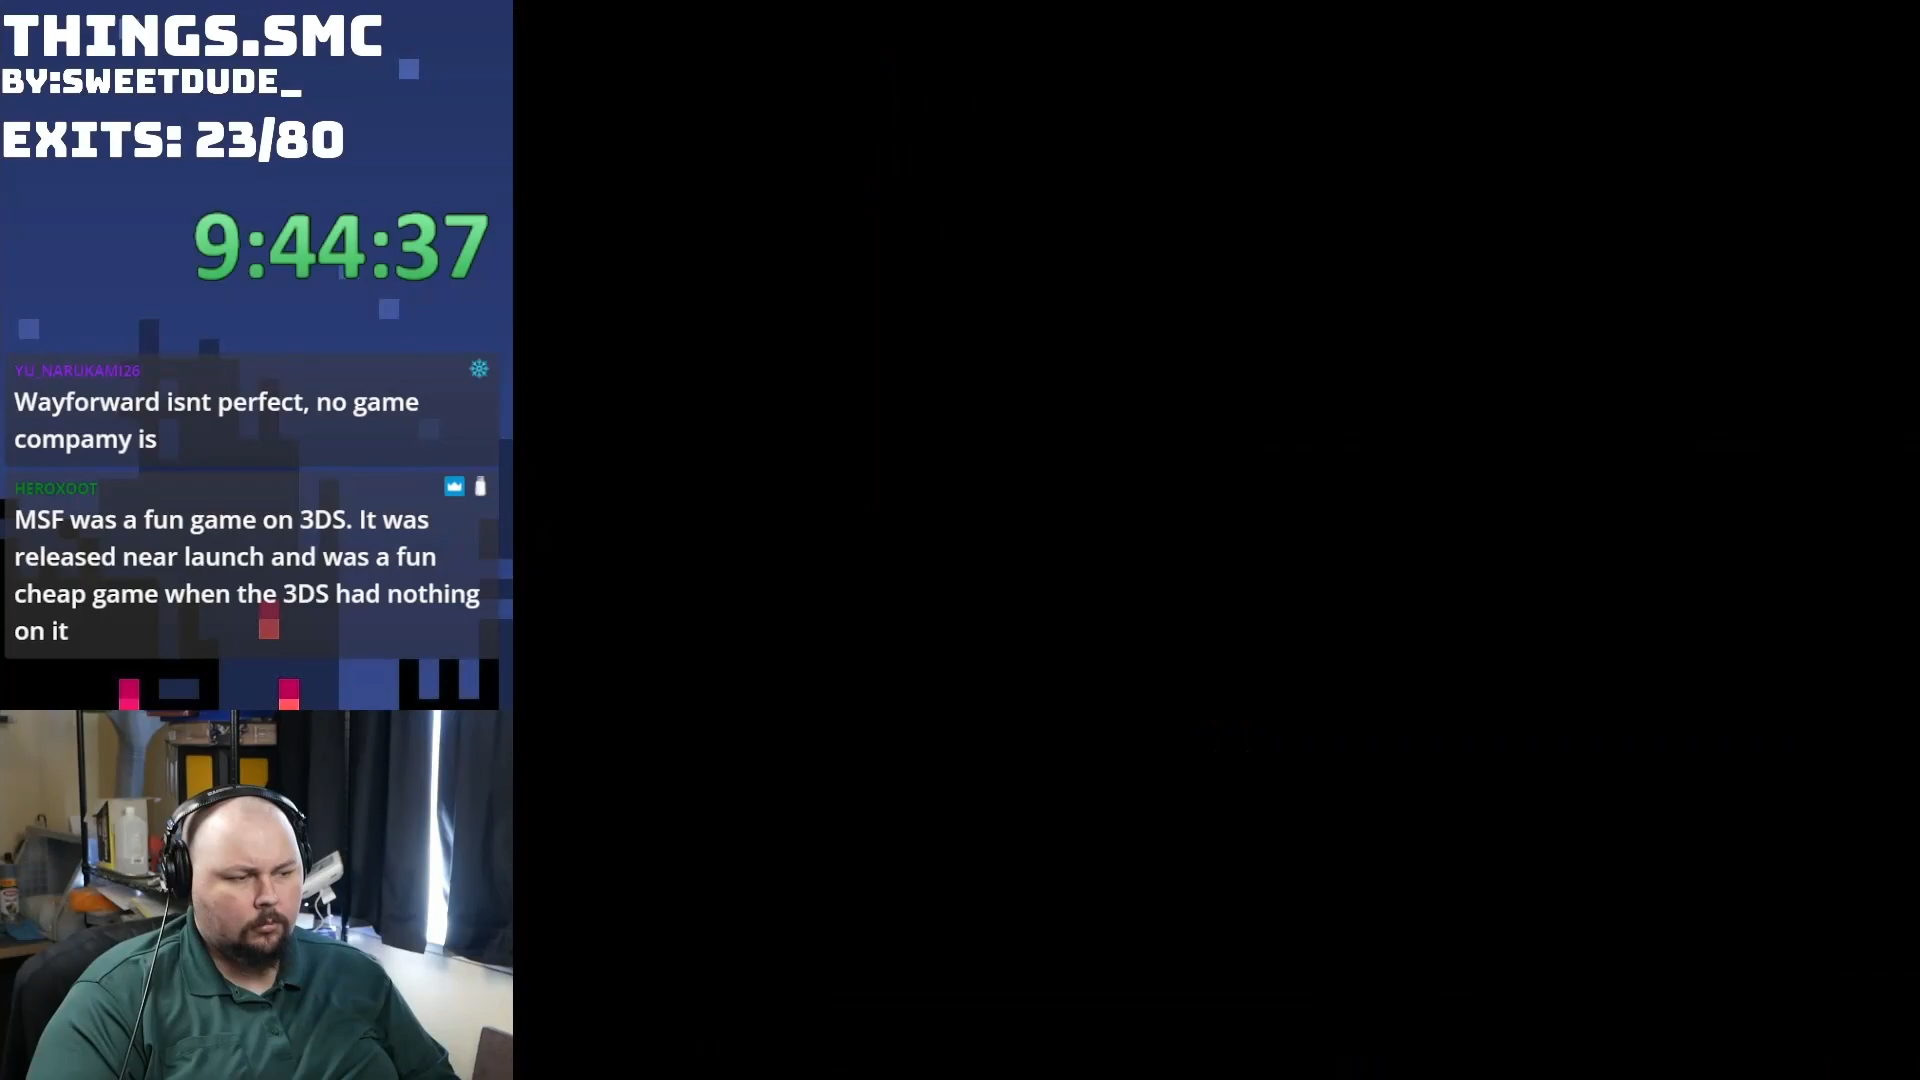 THINGS.SMC
BY:SWEETDUDE_
EXITS: 23/80
9:44:37
YU_NARUKAMI26
Wayforward isnt perfect, no game
compamy is
HEROXOOT
MSF was a fun game on 3DS. It was
released near launch and was a fun
cheap game when the 3DS had nothing
on it